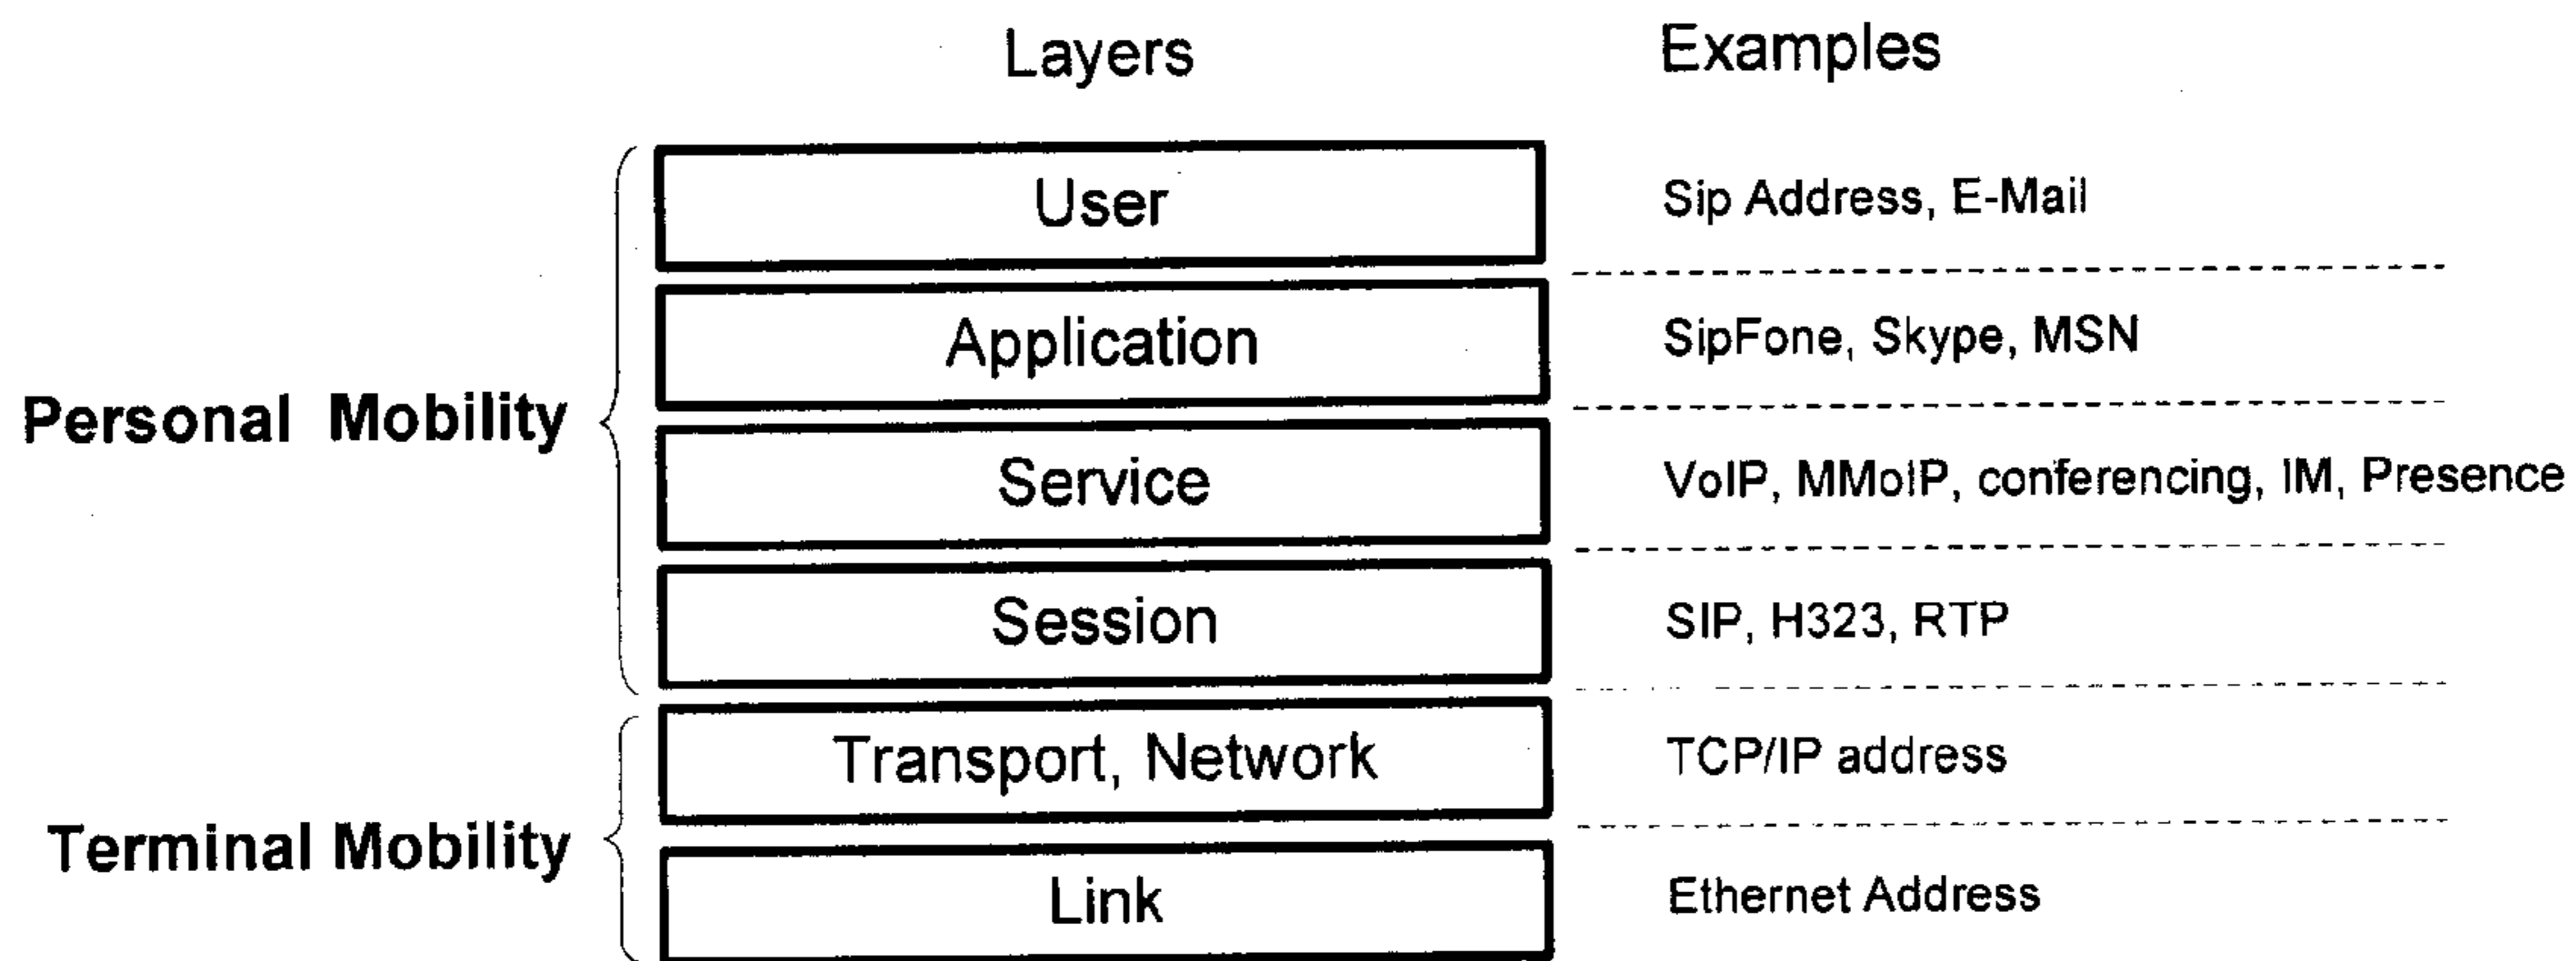 Layers Examples
User Sip Address, E-Mail
Application SipFone, Skype, MSN
Personal Mobility
Service VoIP, MMoIP, conferencing, IM, Presence
Session SIP, H323, RTP
Transport, Network TCP/IP address
Terminal Mobility
Link Ethernet Address